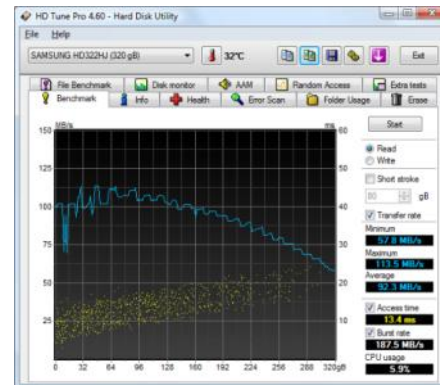 HD Tune Pro 4.60 - Hard Disk Utility
File Help
SAMSUNG HD322HJ (320 gB) 32°C Exit
File Benchmark Disk monitor AAM Random Access Extra tests
Benchmark Info Health Error Scan Folder Usage Erase
MB/s ms
150 60
125 50
100 40
75 30
50 20
25 10
0 32 64 96 128 160 192 224 256 288 320gB
Start
Read
Write
Short stroke
80 gB
Transfer rate
Minimum
57.8 MB/s
Maximum
113.5 MB/s
Average
92.3 MB/s
Access time
13.4 ms
Burst rate
187.5 MB/s
CPU usage
5.9%